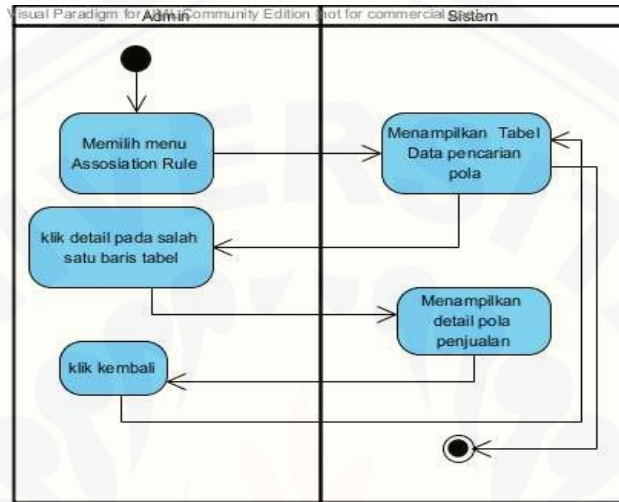 Visual Paradigm for UML Community Edition [not for commercial use]
Admin
Sistem
Memilih menu
Assosiation Rule
Menampilkan Tabel
Data pencarian
pola
klik detail pada salah
satu baris tabel
Menampilkan
detail pola
penjualan
klik kembali